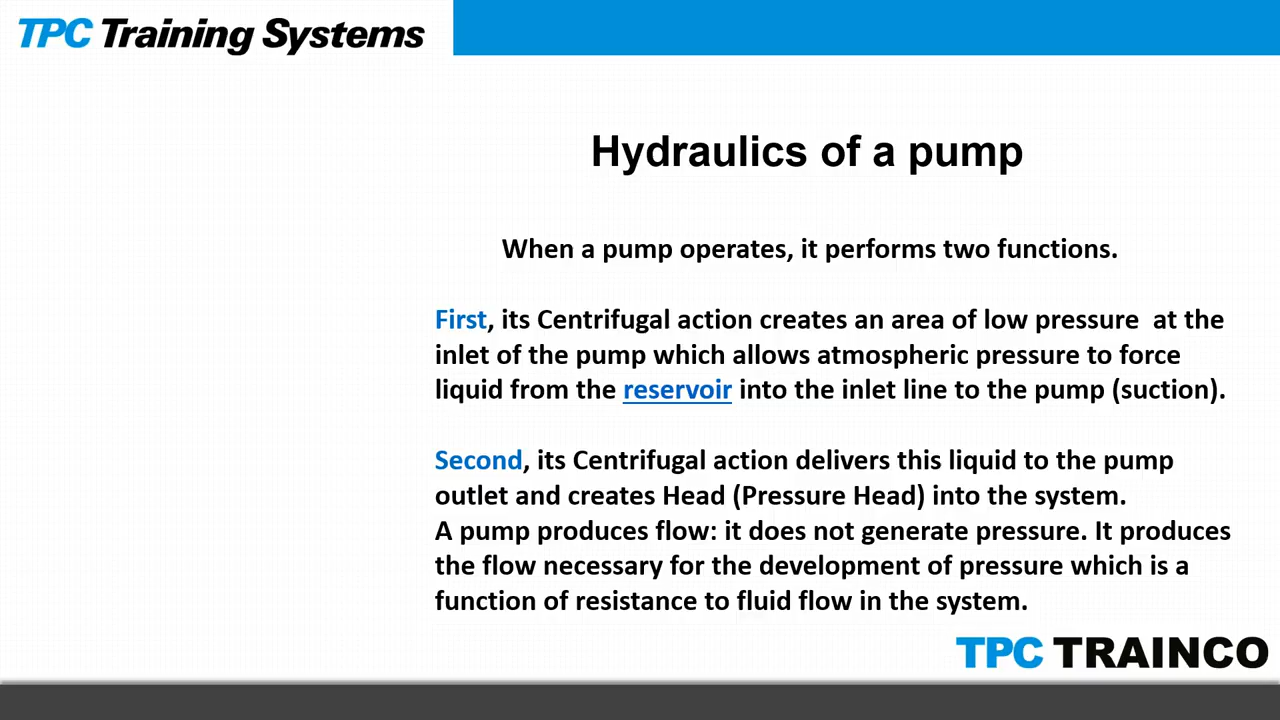 TPC Training Systems
Hydraulics of a pump
When a pump operates, it performs two functions.
First, its Centrifugal action creates an area of low pressure at the
inlet of the pump which allows atmospheric pressure to force
liquid from the reservoir into the inlet line to the pump (suction).
Second, its Centrifugal action delivers this liquid to the pump
outlet and creates Head (Pressure Head) into the system.
A pump produces flow: it does not generate pressure. It produces
the flow necessary for the development of pressure which is a
function of resistance to fluid flow in the system.
TPC TRAINCO